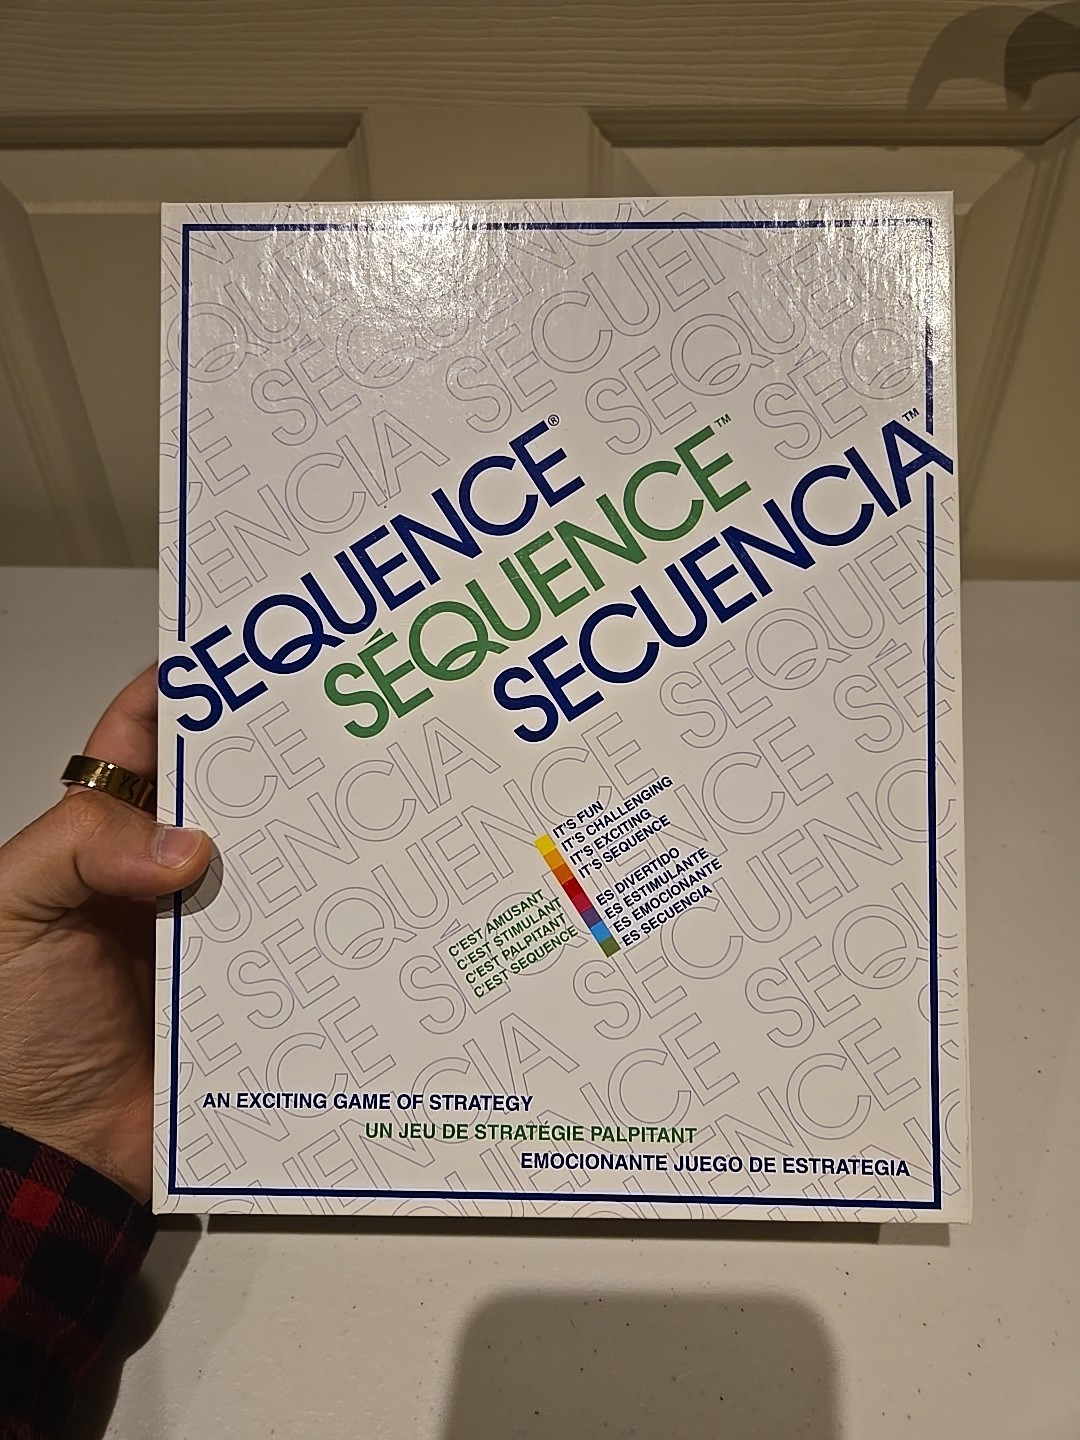 SEQUENCE®
SÉQUENCE™
SECUENCIA™
IT'S FUN
IT'S CHALLENGING
IT'S EXCITING
IT'S SEQUENCE
ES DIVERTIDO
ES ESTIMULANTE
ES EMOCIONANTE
ES SECUENCIA
C'EST AMUSANT
C'EST STIMULANT
C'EST PALPITANT
C'EST SEQUENCE
AN EXCITING GAME OF STRATEGY
UN JEU DE STRATÉGIE PALPITANT
EMOCIONANTE JUEGO DE ESTRATEGIA